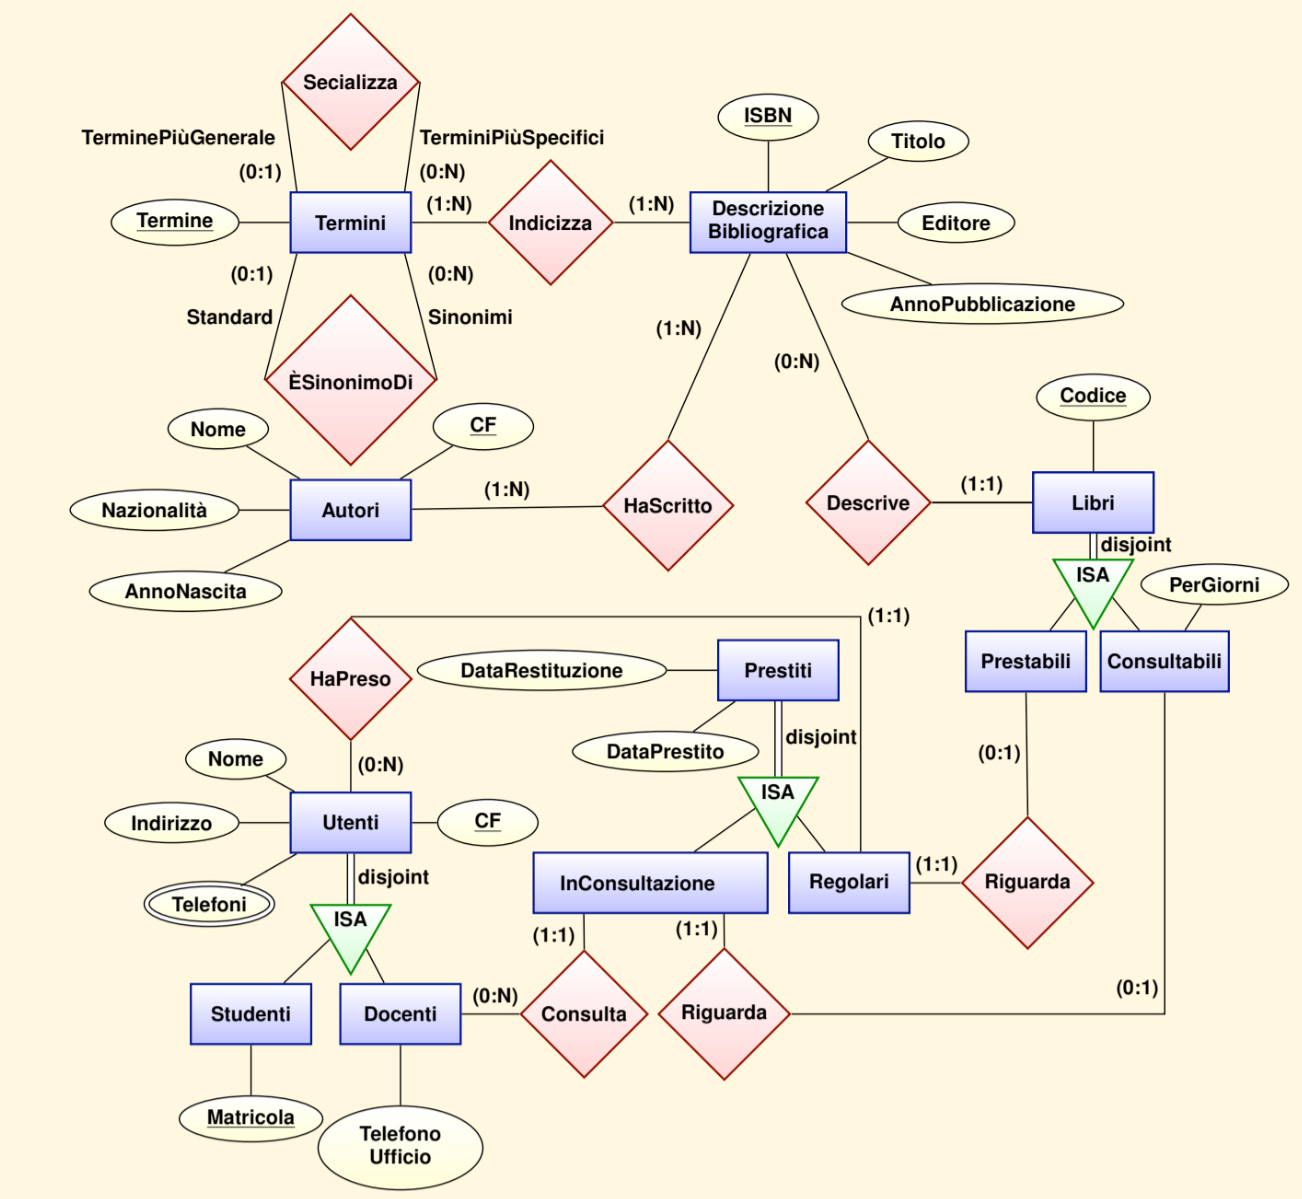 Secializza
TerminePiùGenerale
TerminiPiùSpecifici
(0:1)
(0:N)
Termine
Termini
(1:N)
Indicizza
(1:N)
Descrizione
Bibliografica
ISBN
Titolo
Editore
AnnoPubblicazione
(0:1)
(0:N)
Standard
Sinonimi
ÈSinonimoDi
(1:N)
(0:N)
Codice
Nome
CF
Nazionalità
Autori
(1:N)
HaScritto
Descrive
(1:1)
Libri
AnnoNascita
disjoint
ISA
PerGiorni
Prestabili
Consultabili
(1:1)
HaPreso
DataRestituzione
Prestiti
DataPrestito
disjoint
(0:1)
Nome
(0:N)
ISA
Indirizzo
Utenti
CF
Telefoni
disjoint
InConsultazione
Regolari
(1:1)
Riguarda
ISA
(1:1)
(1:1)
(0:1)
Studenti
Docenti
(0:N)
Consulta
Riguarda
Matricola
Telefono
Ufficio